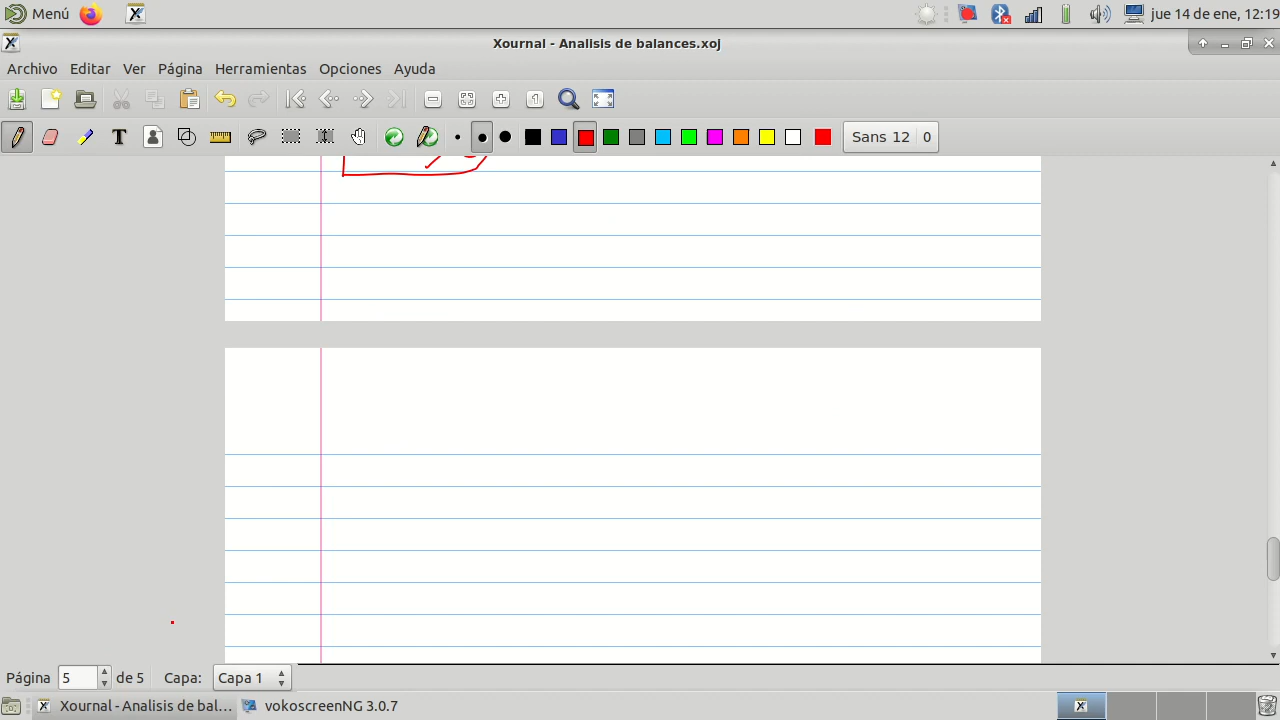 Menú jue 14 de ene, 12:19
Xournal - Analisis de balances.xoj
Archivo Editar Ver Página Herramientas Opciones Ayuda
T Sans 12 0
Página 5 de 5 Capa: Capa 1
Xournal - Analisis de bal... vokoscreenNG 3.0.7